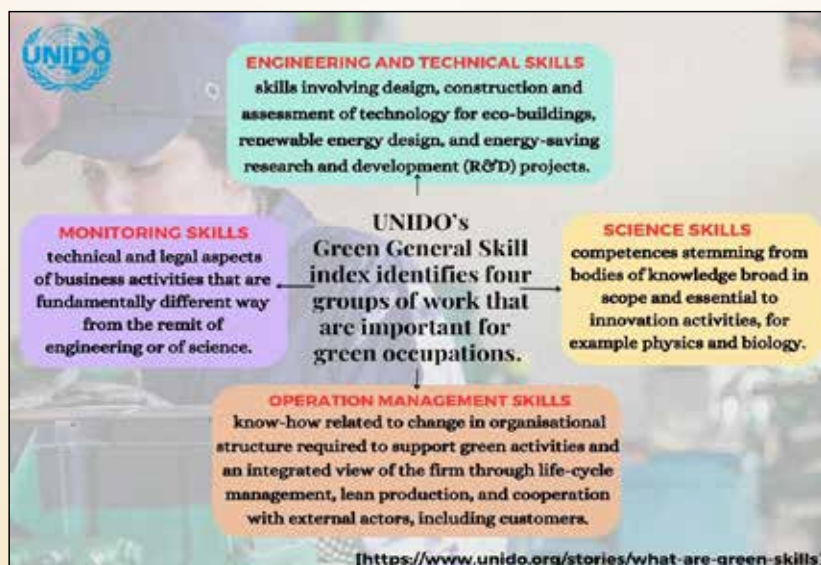 UNIDO
ENGINEERING AND TECHNICAL SKILLS
skills involving design, construction and
assessment of technology for eco-buildings,
renewable energy design, and energy-saving
research and development (R&D) projects.
MONITORING SKILLS
technical and legal aspects
of business activities that are
fundamentally different way
from the remit of
engineering or of science.
UNIDO's
Green General Skill
index identifies four
groups of work that
are important for
green occupations.
SCIENCE SKILLS
competences stemming from
bodies of knowledge broad in
scope and essential to
innovation activities, for
example physics and biology.
OPERATION MANAGEMENT SKILLS
know-how related to change in organisational
structure required to support green activities and
an integrated view of the firm through life-cycle
management, lean production, and cooperation
with external actors, including customers.
[https://www.unido.org/stories/what-are-green-skills]